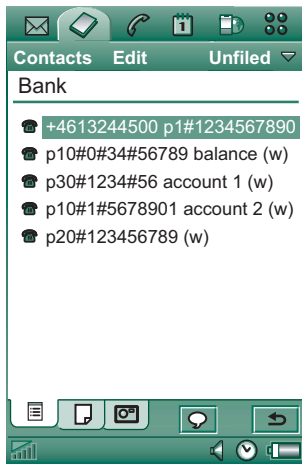 1
Contacts Edit Unfiled
Bank
+4613244500 p1#1234567890
p10#0#34#56789 balance (w)
p30#1234#56 account 1 (w)
p10#1#5678901 account 2 (w)
p20#123456789 (w)